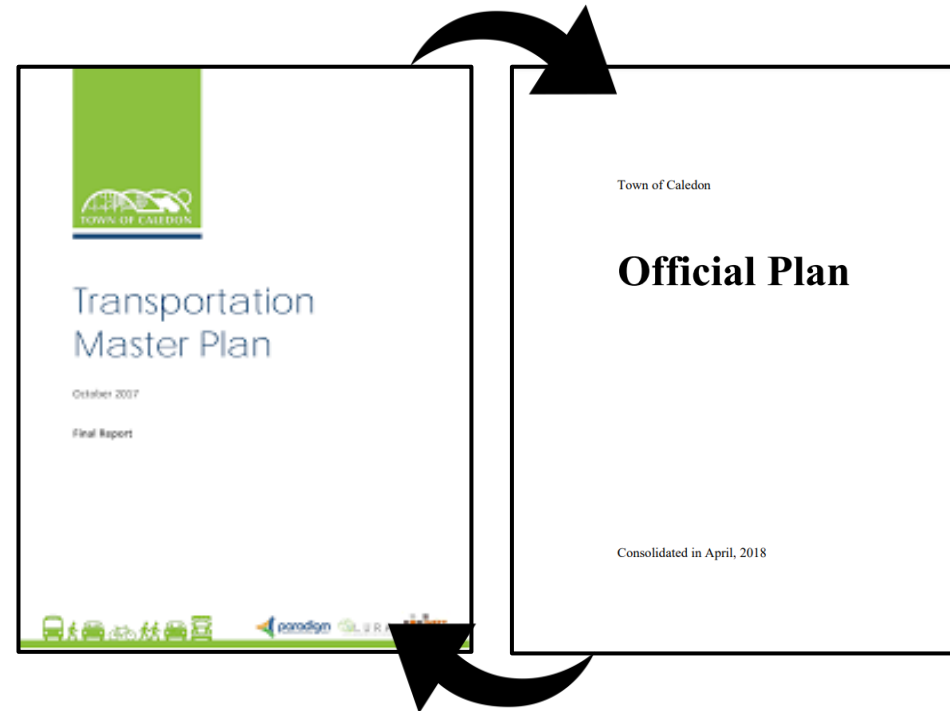 TOWN OF CALEDON
Transportation
Master Plan
October 2017
Final Report
paradigm
Town of Caledon
Official Plan
Consolidated in April, 2018